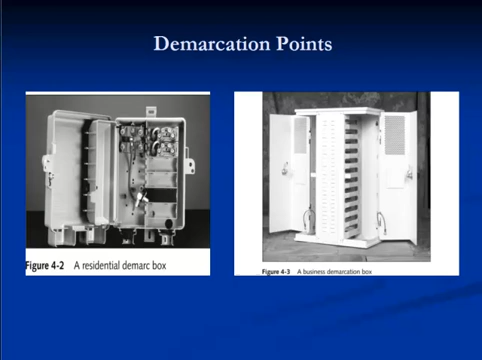 Demarcation Points
Figure 4-2 A residential demarc box
Figure 4-3 A business demarcation box